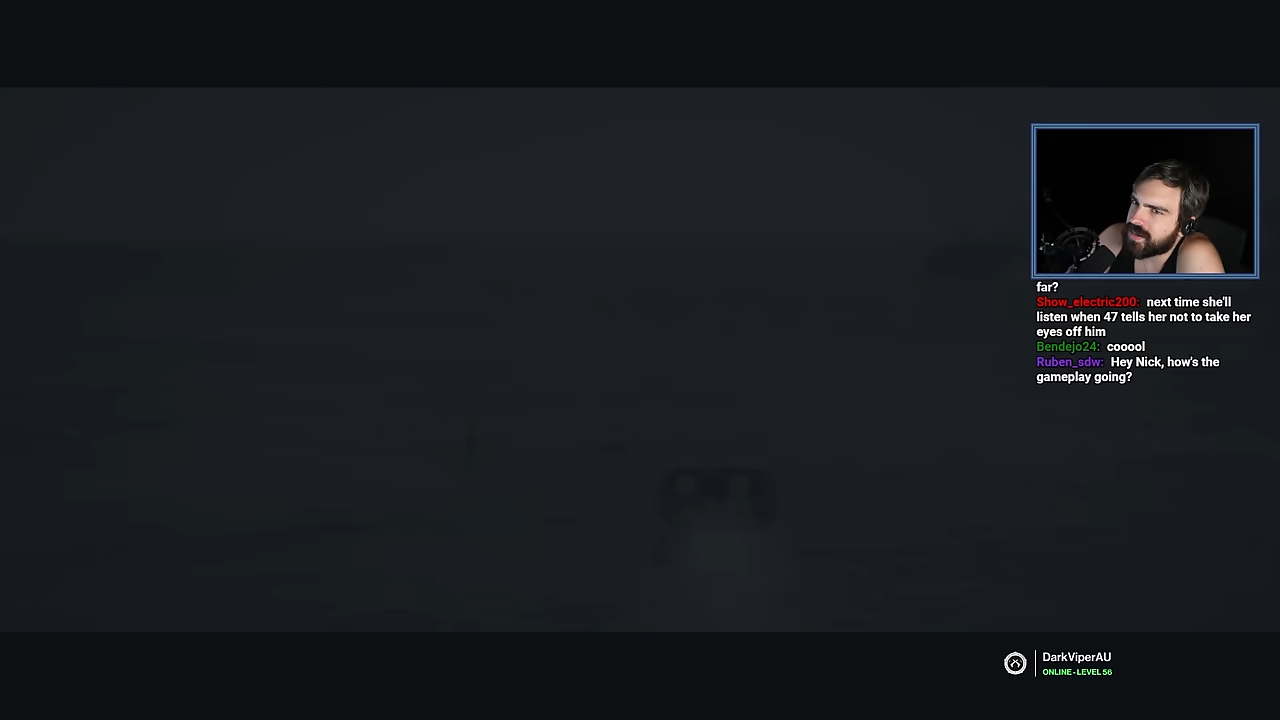 far?
Show_electric200: next time she'll
listen when 47 tells her not to take her
eyes off him
Bendejo24: cooool
Ruben_sdw: Hey Nick, how's the
gameplay going?
DarkViperAU
ONLINE - LEVEL 56